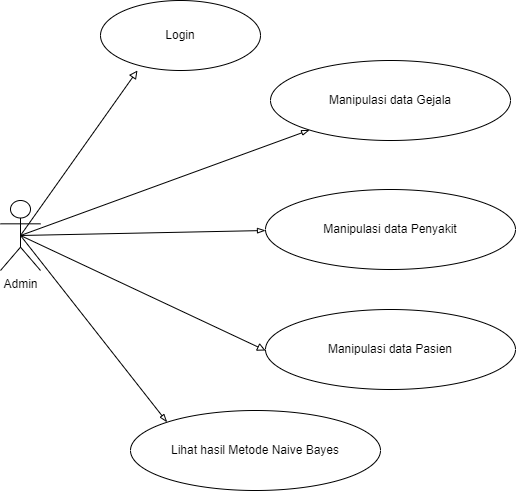 Login
Manipulasi data Gejala
Manipulasi data Penyakit
Admin
Manipulasi data Pasien
Lihat hasil Metode Naive Bayes